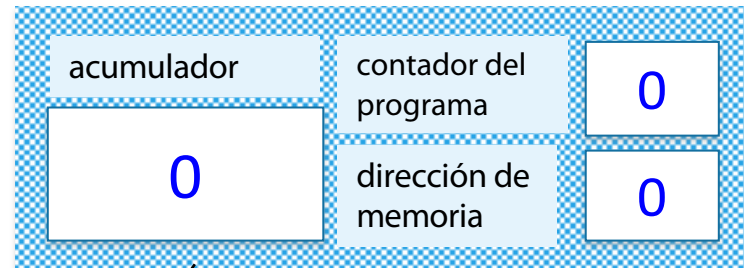 acumulador
0
contador del
programa
0
dirección de
memoria
0